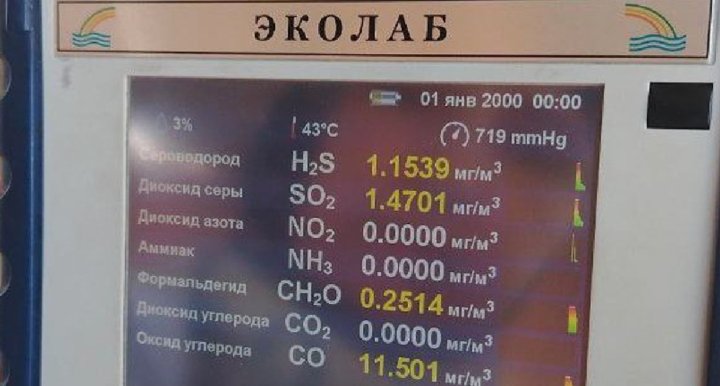 ЭКОЛАБ
01 янв 2000 00:00
3% 43°C 719 mmHg
Сероводород H₂S 1.1539 мг/м³
Диоксид серы SO₂ 1.4701 мг/м³
Диоксид азота NO₂ 0.0000 мг/м³
Аммиак NH₃ 0.0000 мг/м³
Формальдегид CH₂O 0.2514 мг/м³
Диоксид углерода CO₂ 0.0000 мг/м³
Оксид углерода CO 11.501 мг/м³